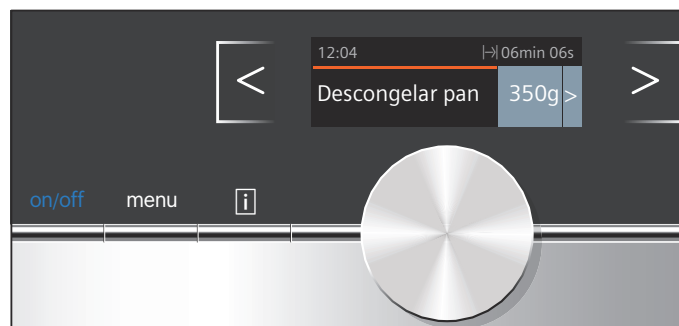 12:04 →| 06min 06s
< Descongelar pan 350g > >
on/off menu i